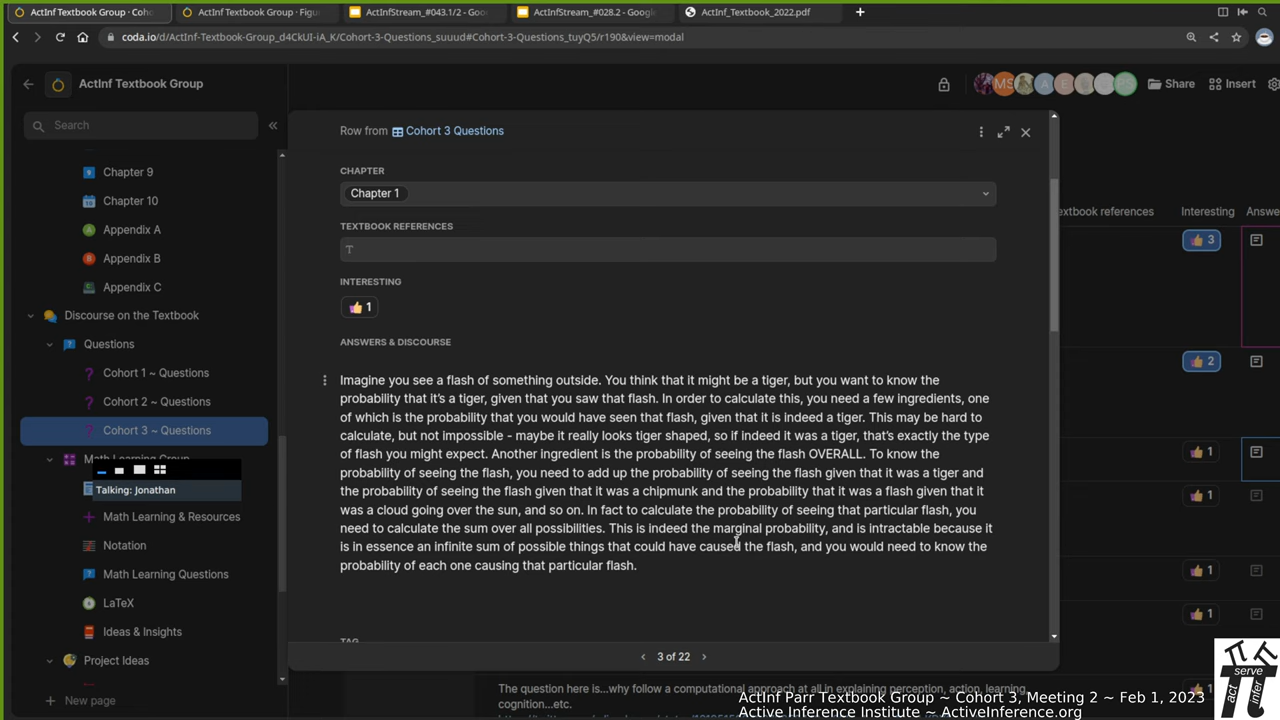 ActInf Textbook Group · Coh
ActInf Textbook Group · Figu
ActInfStream_#043.1/2 - Goo
ActInfStream_#028.2 - Google
ActInf_Textbook_2022.pdf
coda.io/d/ActInf-Textbook-Group_d4CkUI-iA_K/Cohort-3-Questions_suuud#Cohort-3-Questions_tuyQ5/r190&view=modal
ActInf Textbook Group
MS
A
E
PS
Share
Insert
Search
Chapter 9
Chapter 10
Appendix A
Appendix B
Appendix C
Discourse on the Textbook
Questions
Cohort 1 ~ Questions
Cohort 2 ~ Questions
Cohort 3 ~ Questions
Math Learning Group
Talking: Jonathan
Math Learning & Resources
Notation
Math Learning Questions
LaTeX
Ideas & Insights
Project Ideas
New page
Row from Cohort 3 Questions
CHAPTER
Chapter 1
TEXTBOOK REFERENCES
T
INTERESTING
1
ANSWERS & DISCOURSE
Imagine you see a flash of something outside. You think that it might be a tiger, but you want to know the
probability that it's a tiger, given that you saw that flash. In order to calculate this, you need a few ingredients, one
of which is the probability that you would have seen that flash, given that it is indeed a tiger. This may be hard to
calculate, but not impossible - maybe it really looks tiger shaped, so if indeed it was a tiger, that's exactly the type
of flash you might expect. Another ingredient is the probability of seeing the flash OVERALL. To know the
probability of seeing the flash, you need to add up the probability of seeing the flash given that it was a tiger and
the probability of seeing the flash given that it was a chipmunk and the probability that it was a flash given that it
was a cloud going over the sun, and so on. In fact to calculate the probability of seeing that particular flash, you
need to calculate the sum over all possibilities. This is indeed the marginal probability, and is intractable because it
is in essence an infinite sum of possible things that could have caused the flash, and you would need to know the
probability of each one causing that particular flash.
TAG
3 of 22
extbook references
Interesting
Answe
3
2
1
1
1
1
1
The question here is...why follow a computational approach at all in explaining perception, action, learning,
cognition...etc.
ActInf Parr Textbook Group ~ Cohort 3, Meeting 2 ~ Feb 1, 2023
Active Inference Institute ~ ActiveInference.org
serve
act
infer